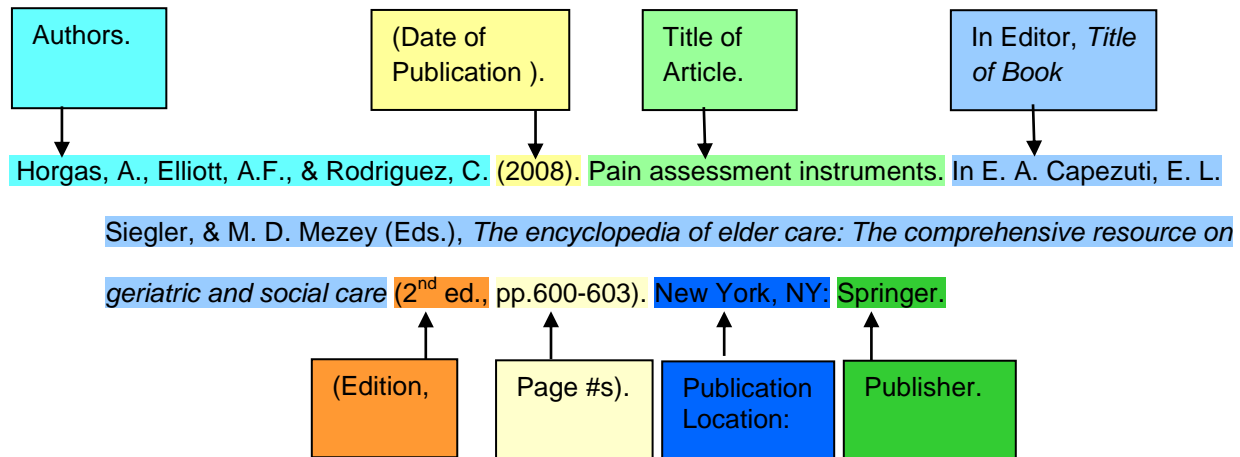 Authors.
(Date of
Publication ).
Title of
Article.
In Editor, Title
of Book
Horgas, A., Elliott, A.F., & Rodriguez, C. (2008). Pain assessment instruments. In E. A. Capezuti, E. L.
Siegler, & M. D. Mezey (Eds.), The encyclopedia of elder care: The comprehensive resource on
geriatric and social care (2nd ed., pp.600-603). New York, NY: Springer.
(Edition,
Page #s).
Publication
Location:
Publisher.